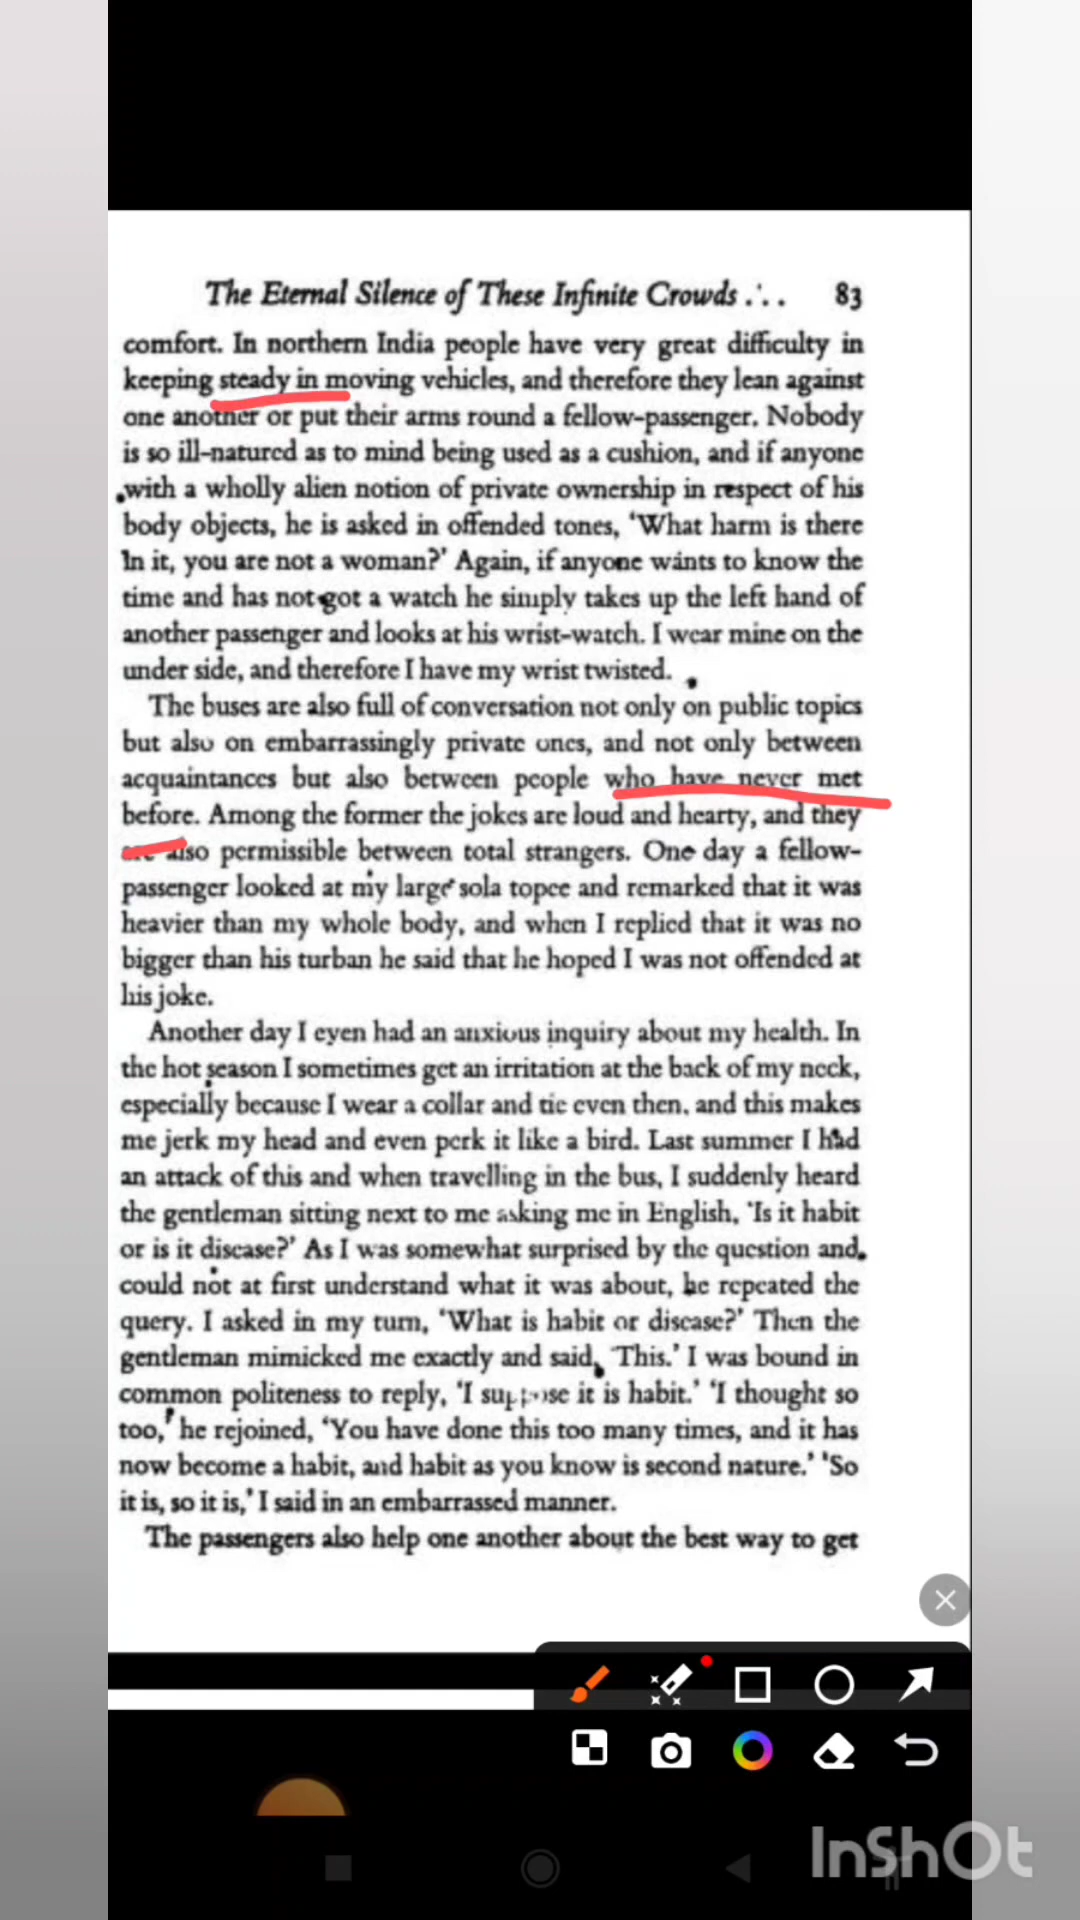 The Eternal Silence of These Infinite Crowds . . . 83
comfort. In northern India people have very great difficulty in
keeping steady in moving vehicles, and therefore they lean against
one another or put their arms round a fellow-passenger. Nobody
is so ill-natured as to mind being used as a cushion, and if anyone
with a wholly alien notion of private ownership in respect of his
body objects, he is asked in offended tones, 'What harm is there
in it, you are not a woman?' Again, if anyone wants to know the
time and has not got a watch he simply takes up the left hand of
another passenger and looks at his wrist-watch. I wear mine on the
under side, and therefore I have my wrist twisted.
The buses are also full of conversation not only on public topics
but also on embarrassingly private ones, and not only between
acquaintances but also between people who have never met
before. Among the former the jokes are loud and hearty, and they
are also permissible between total strangers. One day a fellow-
passenger looked at my large sola topee and remarked that it was
heavier than my whole body, and when I replied that it was no
bigger than his turban he said that he hoped I was not offended at
his joke.
Another day I even had an anxious inquiry about my health. In
the hot season I sometimes get an irritation at the back of my neck,
especially because I wear a collar and tie even then, and this makes
me jerk my head and even perk it like a bird. Last summer I had
an attack of this and when travelling in the bus, I suddenly heard
the gentleman sitting next to me asking me in English, 'Is it habit
or is it disease?' As I was somewhat surprised by the question and
could not at first understand what it was about, he repeated the
query. I asked in my turn, 'What is habit or disease?' Then the
gentleman mimicked me exactly and said, 'This.' I was bound in
common politeness to reply, 'I suppose it is habit.' 'I thought so
too,' he rejoined, 'You have done this too many times, and it has
now become a habit, and habit as you know is second nature.' 'So
it is, so it is,' I said in an embarrassed manner.
The passengers also help one another about the best way to get
InShOt